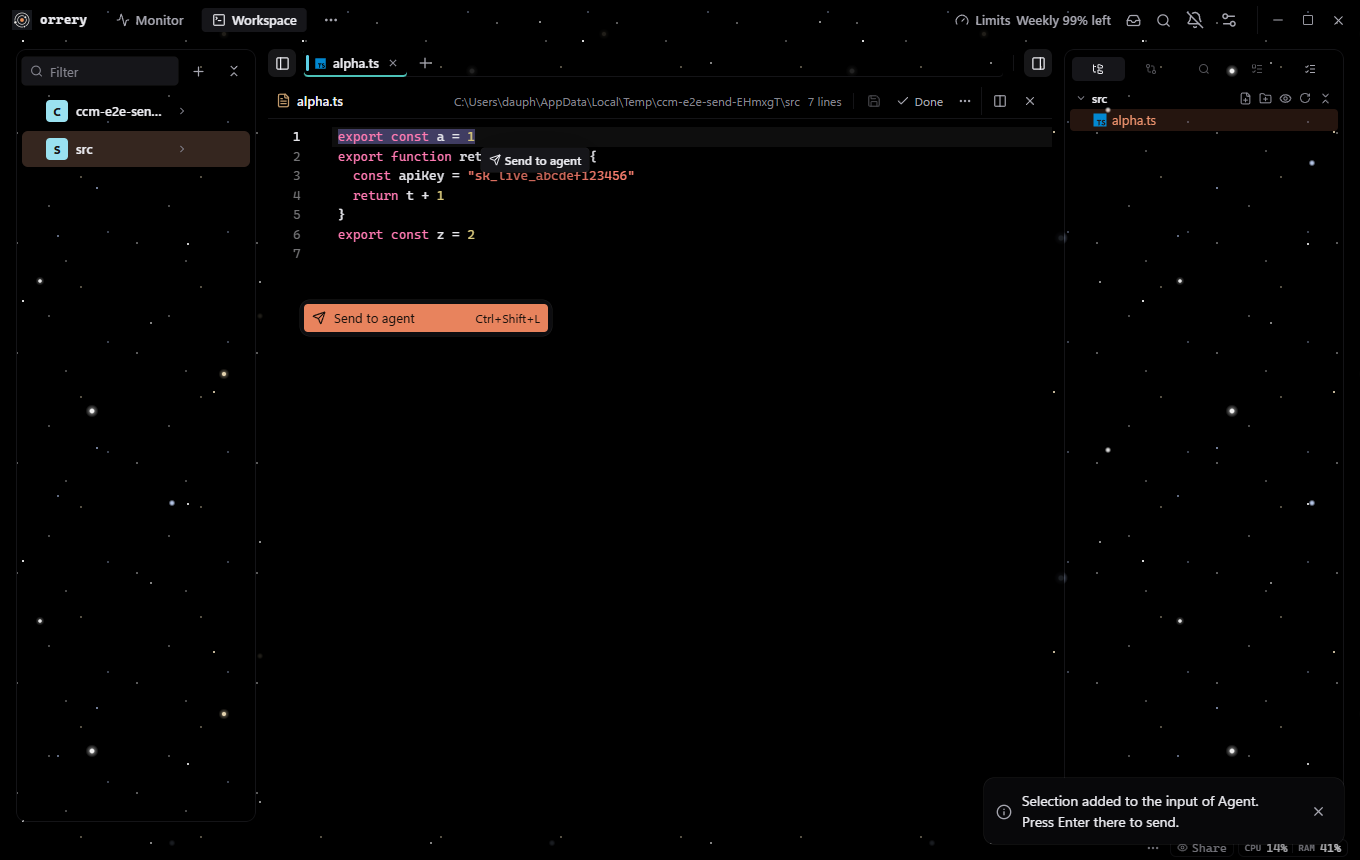 orrery Monitor Workspace Limits Weekly 99% left
Filter
alpha.ts
C ccm-e2e-sen...
S src
alpha.ts C:\Users\dauph\AppData\Local\Temp\ccm-e2e-send-EHmxgT\src 7 lines Done
1 export const a = 1
2 export function ret {
Send to agent
3 const apiKey = "sk_live_abcdef123456"
4 return t + 1
5 }
6 export const z = 2
7
Send to agent Ctrl+Shift+L
src
TS alpha.ts
Selection added to the input of Agent.
Press Enter there to send.
Share CPU 14% RAM 41%